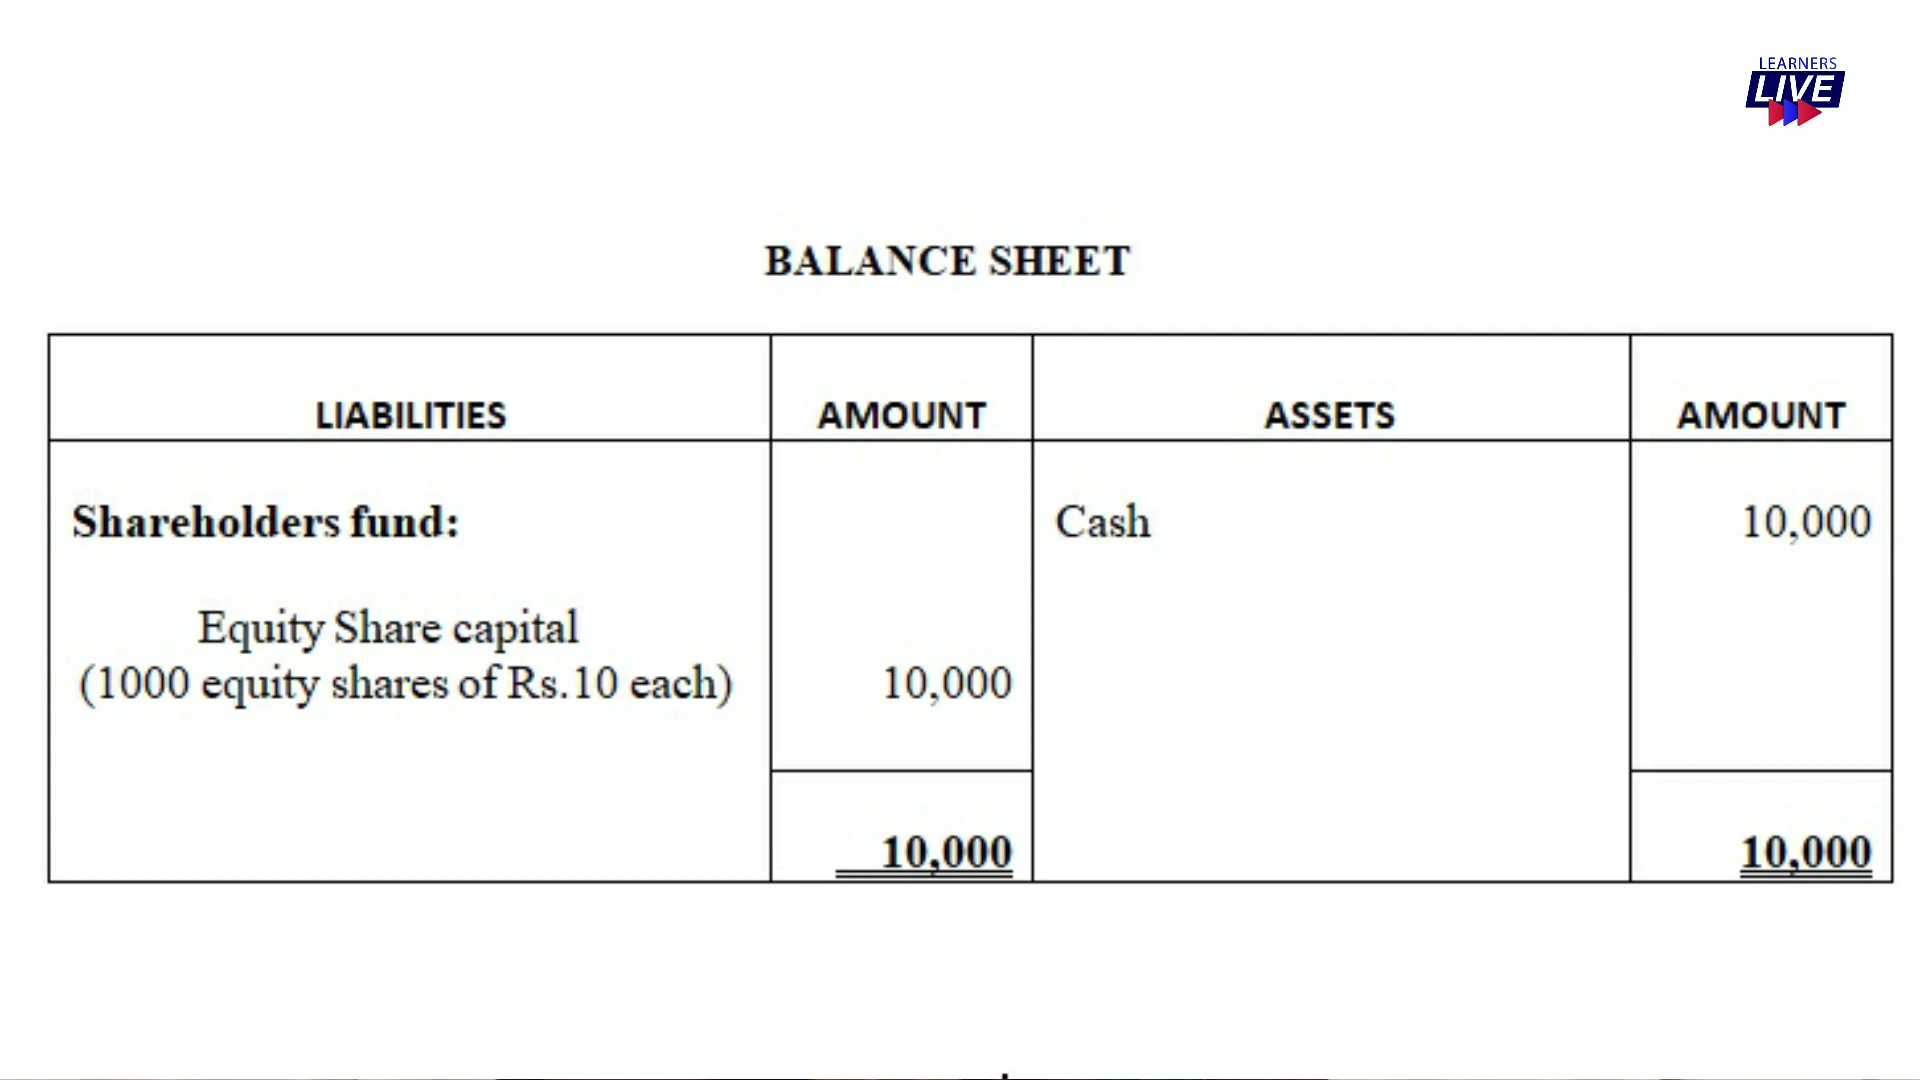 LEARNERS
LIVE
BALANCE SHEET
LIABILITIES AMOUNT ASSETS AMOUNT
Shareholders fund: Cash 10,000
Equity Share capital
(1000 equity shares of Rs.10 each) 10,000
10,000 10,000